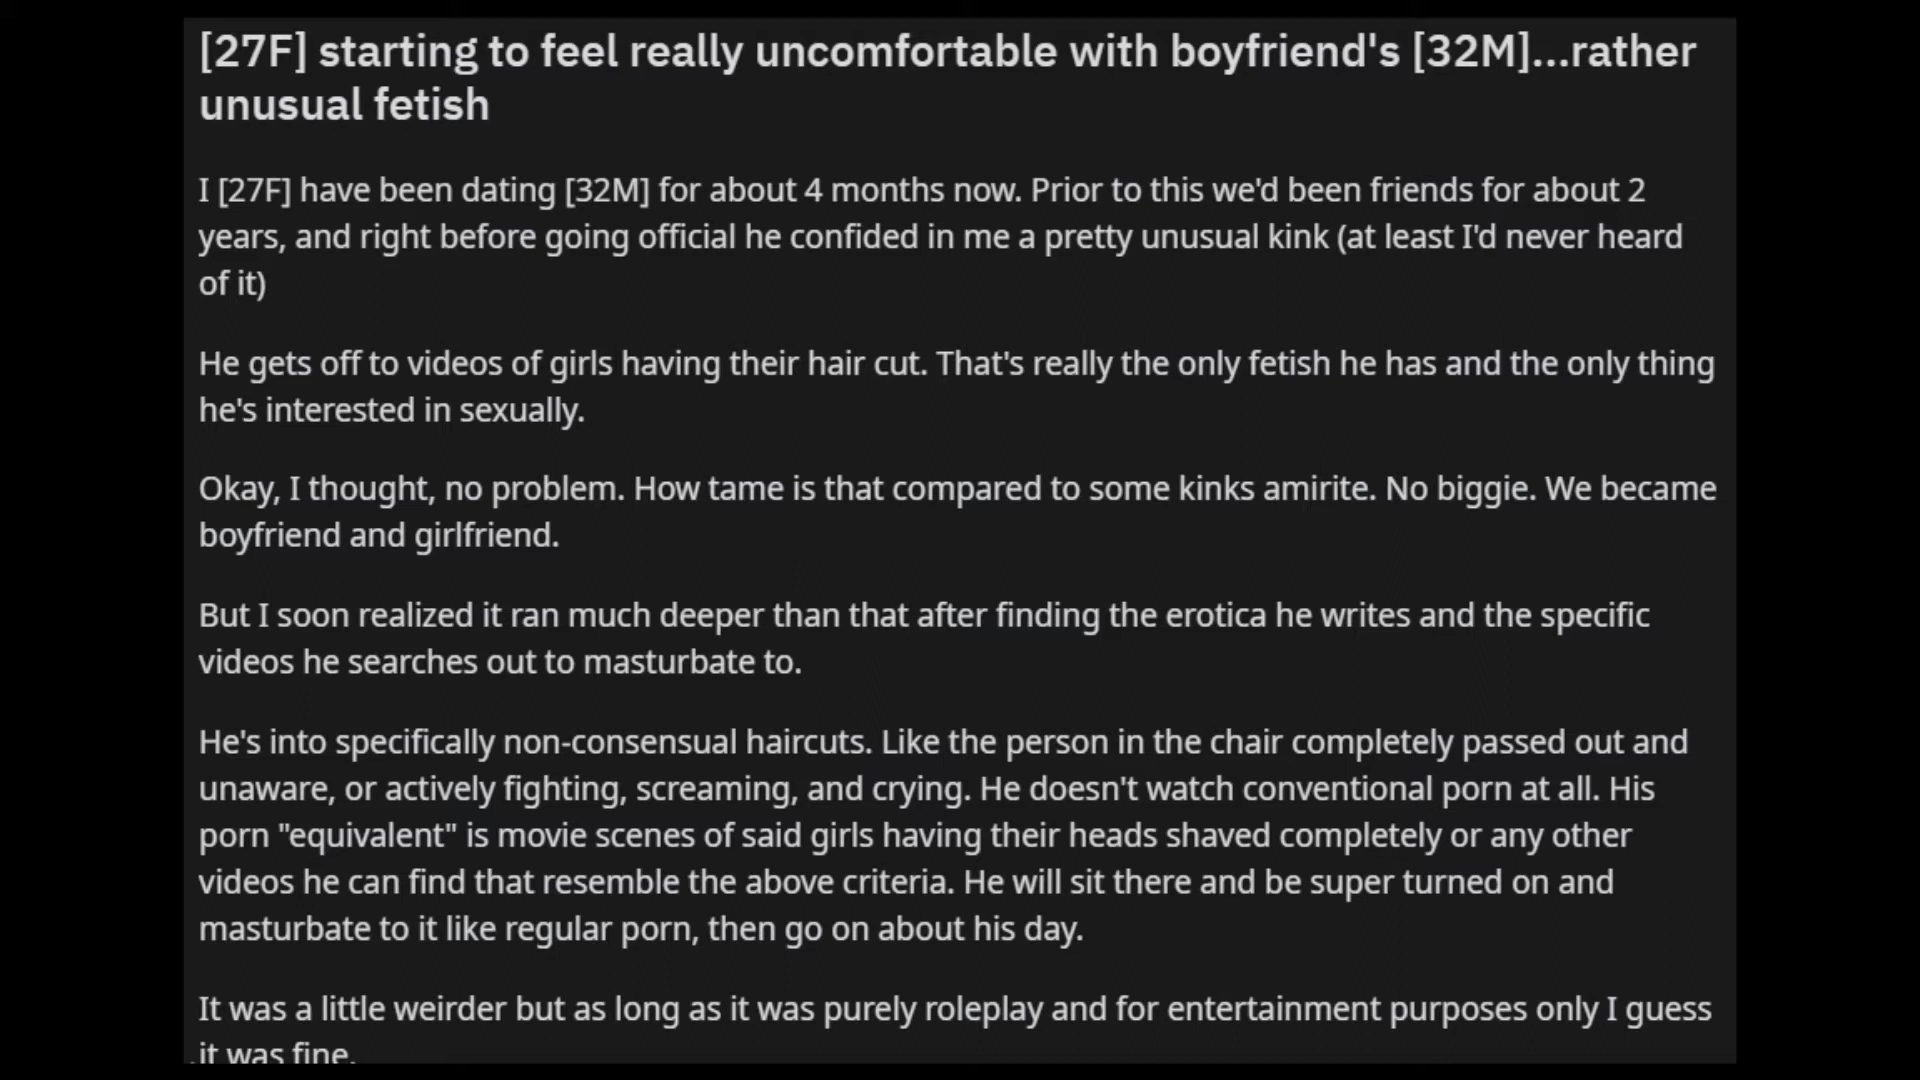 [27F] starting to feel really uncomfortable with boyfriend's [32M]...rather
unusual fetish
I [27F] have been dating [32M] for about 4 months now. Prior to this we'd been friends for about 2
years, and right before going official he confided in me a pretty unusual kink (at least I'd never heard
of it)
He gets off to videos of girls having their hair cut. That's really the only fetish he has and the only thing
he's interested in sexually.
Okay, I thought, no problem. How tame is that compared to some kinks amirite. No biggie. We became
boyfriend and girlfriend.
But I soon realized it ran much deeper than that after finding the erotica he writes and the specific
videos he searches out to masturbate to.
He's into specifically non-consensual haircuts. Like the person in the chair completely passed out and
unaware, or actively fighting, screaming, and crying. He doesn't watch conventional porn at all. His
porn "equivalent" is movie scenes of said girls having their heads shaved completely or any other
videos he can find that resemble the above criteria. He will sit there and be super turned on and
masturbate to it like regular porn, then go on about his day.
It was a little weirder but as long as it was purely roleplay and for entertainment purposes only I guess
it was fine.